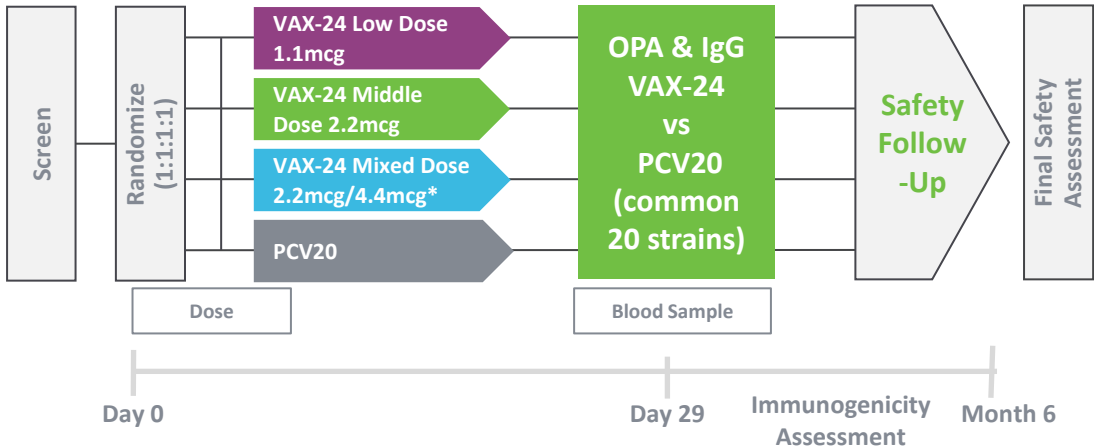 Screen
Randomize
(1:1:1:1)
VAX-24 Low Dose
1.1mcg
VAX-24 Middle
Dose 2.2mcg
VAX-24 Mixed Dose
2.2mcg/4.4mcg*
PCV20
OPA & IgG
VAX-24
vs
PCV20
(common
20 strains)
Safety
Follow
-Up
Final Safety
Assessment
Dose
Blood Sample
Day 0
Day 29
Immunogenicity
Assessment
Month 6